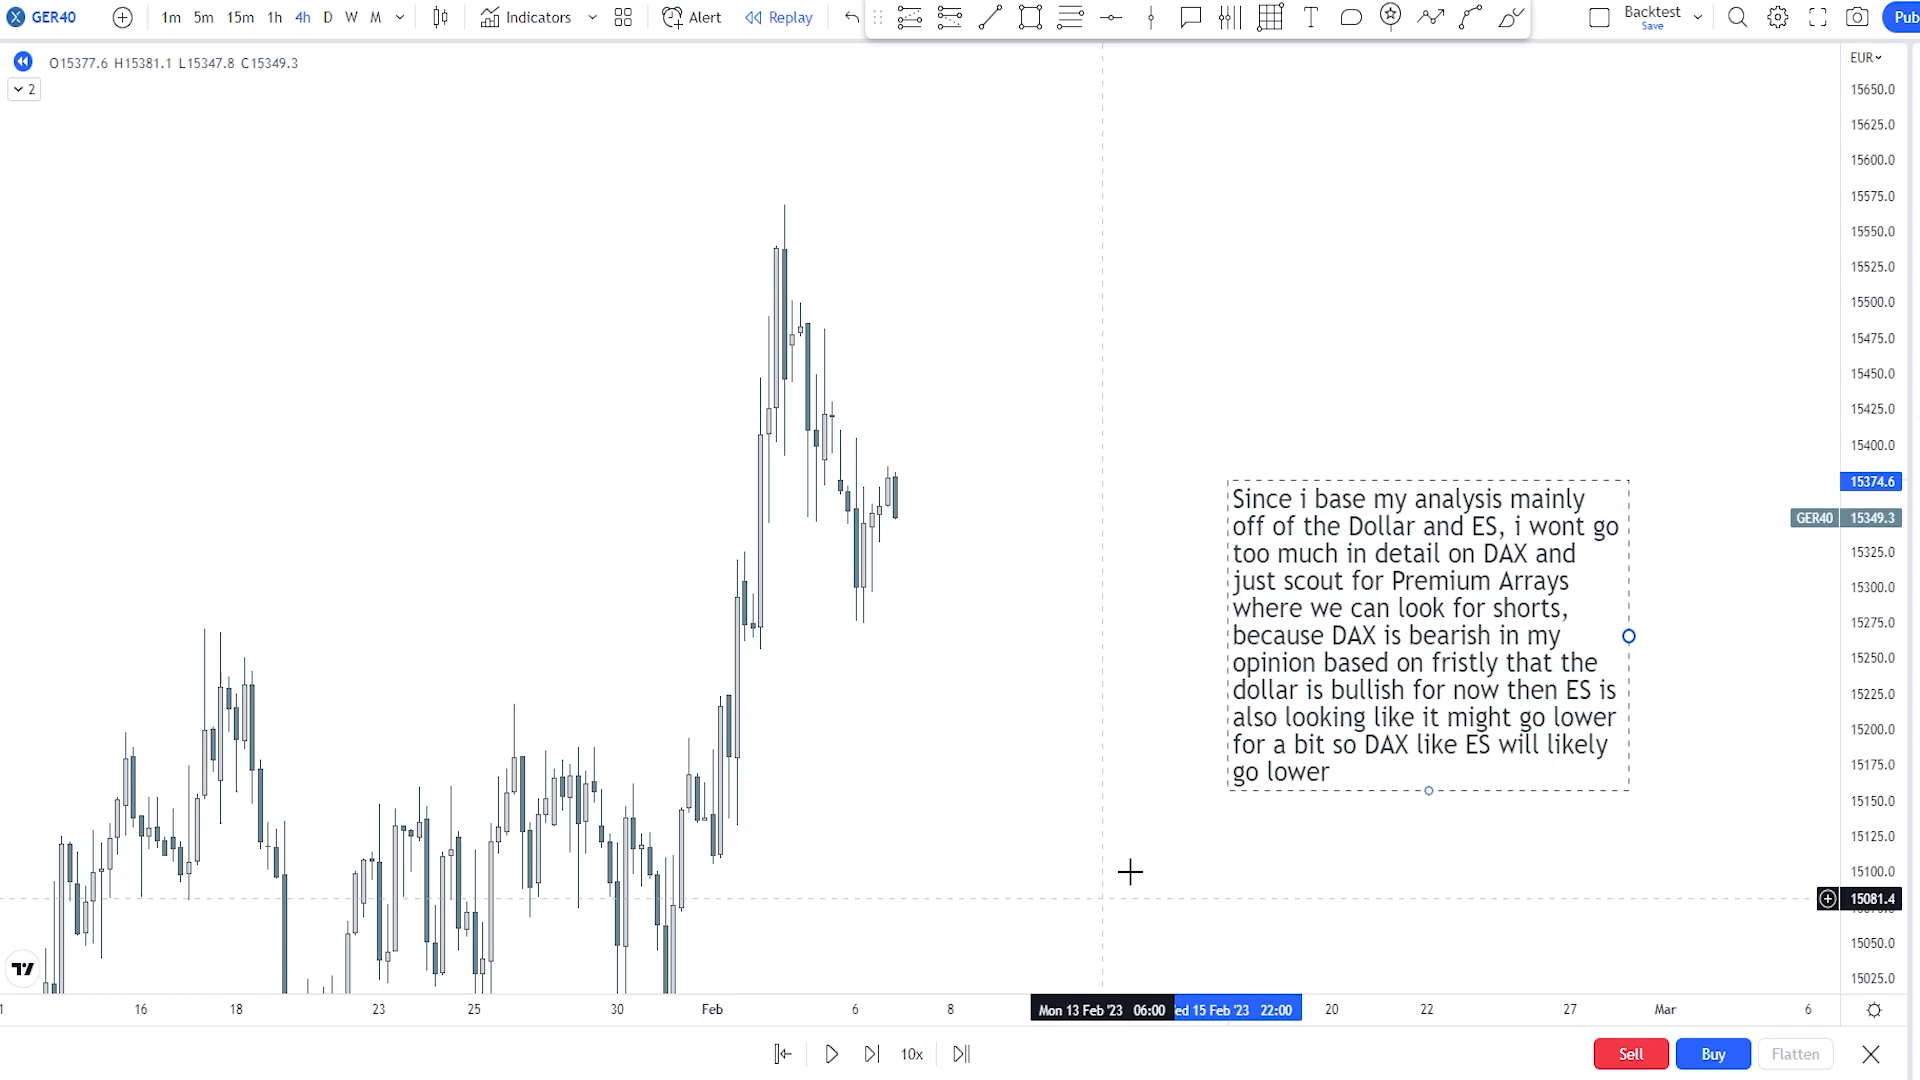 GER40
1m 5m 15m 1h 4h D W M
Indicators
Alert
Replay
Backtest
Save
Pub
O15377.6 H15381.1 L15347.8 C15349.3
2
EUR
15650.0
15625.0
15600.0
15575.0
15550.0
15525.0
15500.0
15475.0
15450.0
15425.0
15400.0
15374.6
GER40 15349.3
15325.0
15300.0
15275.0
15250.0
15225.0
15200.0
15175.0
15150.0
15125.0
15100.0
15081.4
15050.0
15025.0
Since i base my analysis mainly
off of the Dollar and ES, i wont go
too much in detail on DAX and
just scout for Premium Arrays
where we can look for shorts,
because DAX is bearish in my
opinion based on fristly that the
dollar is bullish for now then ES is
also looking like it might go lower
for a bit so DAX like ES will likely
go lower
16 18 23 25 30 Feb 6 8 Mon 13 Feb '23 06:00 ed 15 Feb '23 22:00 20 22 27 Mar 6
10x
Sell
Buy
Flatten